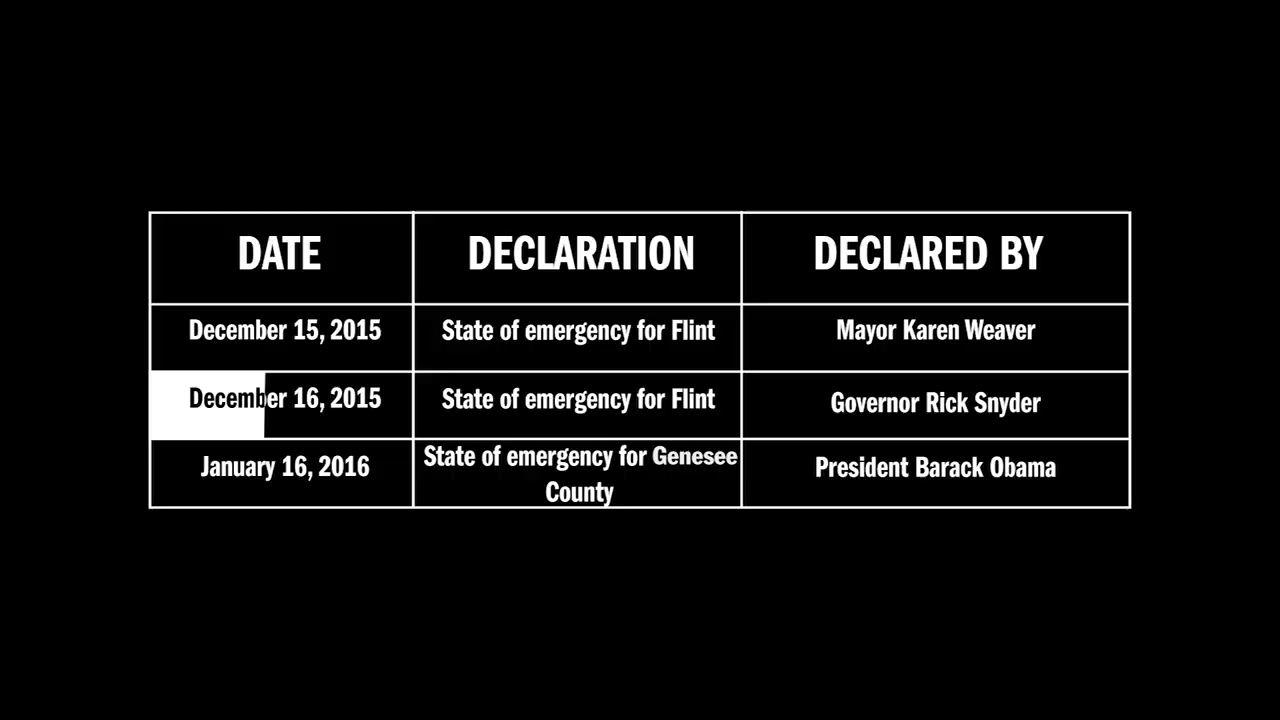 DATE DECLARATION DECLARED BY
December 15, 2015 State of emergency for Flint Mayor Karen Weaver
December 16, 2015 State of emergency for Flint Governor Rick Snyder
January 16, 2016 State of emergency for Genesee County President Barack Obama